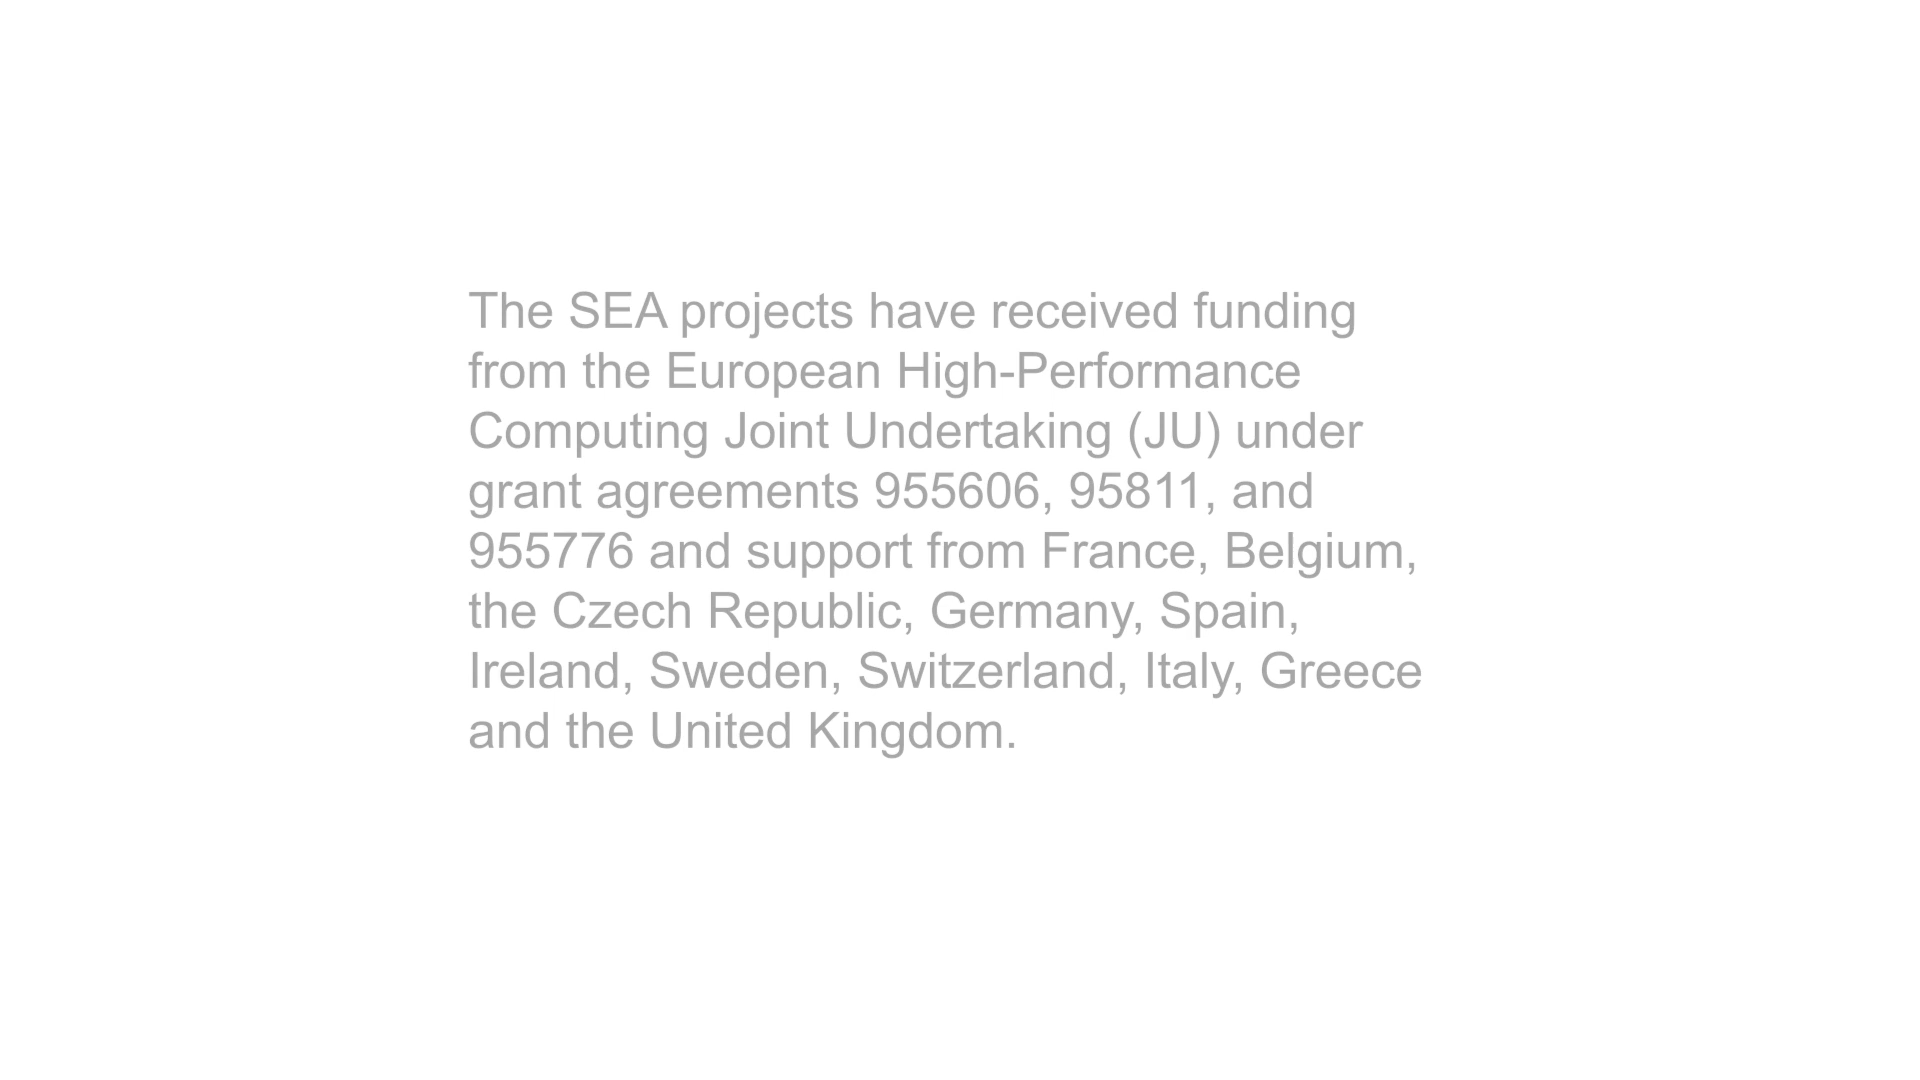 The SEA projects have received funding
from the European High-Performance
Computing Joint Undertaking (JU) under
grant agreements 955606, 95811, and
955776 and support from France, Belgium,
the Czech Republic, Germany, Spain,
Ireland, Sweden, Switzerland, Italy, Greece
and the United Kingdom.